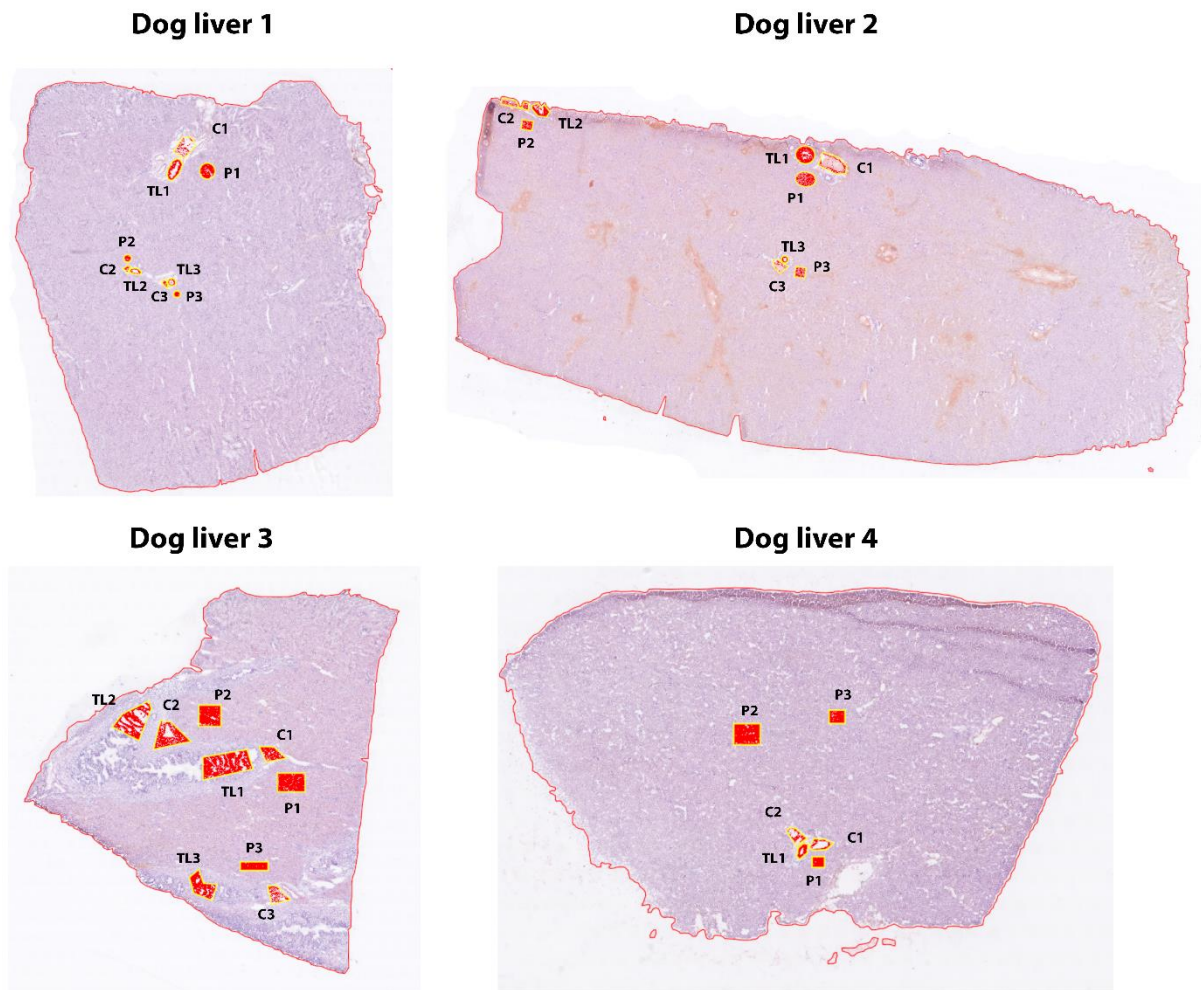 Dog liver 1
C1
P1
TL1
P2
C2
TL2
TL3
C3
P3
Dog liver 2
C2
TL2
P2
TL1
C1
P1
TL3
P3
C3
Dog liver 3
TL2
C2
P2
C1
TL1
P1
TL3
P3
C3
Dog liver 4
P2
P3
C2
C1
TL1
P1